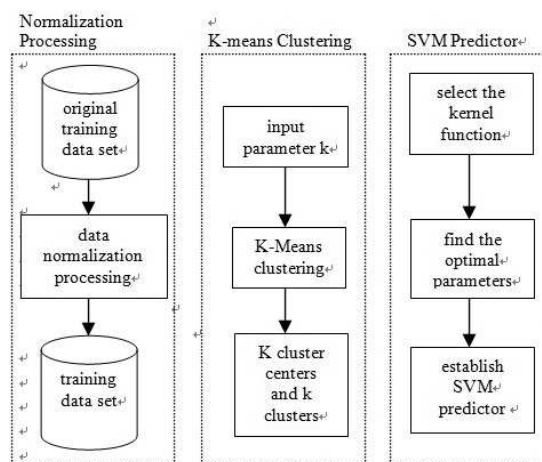 Normalization
Processing
original
training
data set
data
normalization
processing
training
data set
K-means Clustering
input
parameter k
K-Means
clustering
K cluster
centers
and k
clusters
SVM Predictor
select the
kernel
function
find the
optimal
parameters
establish
SVM
predictor